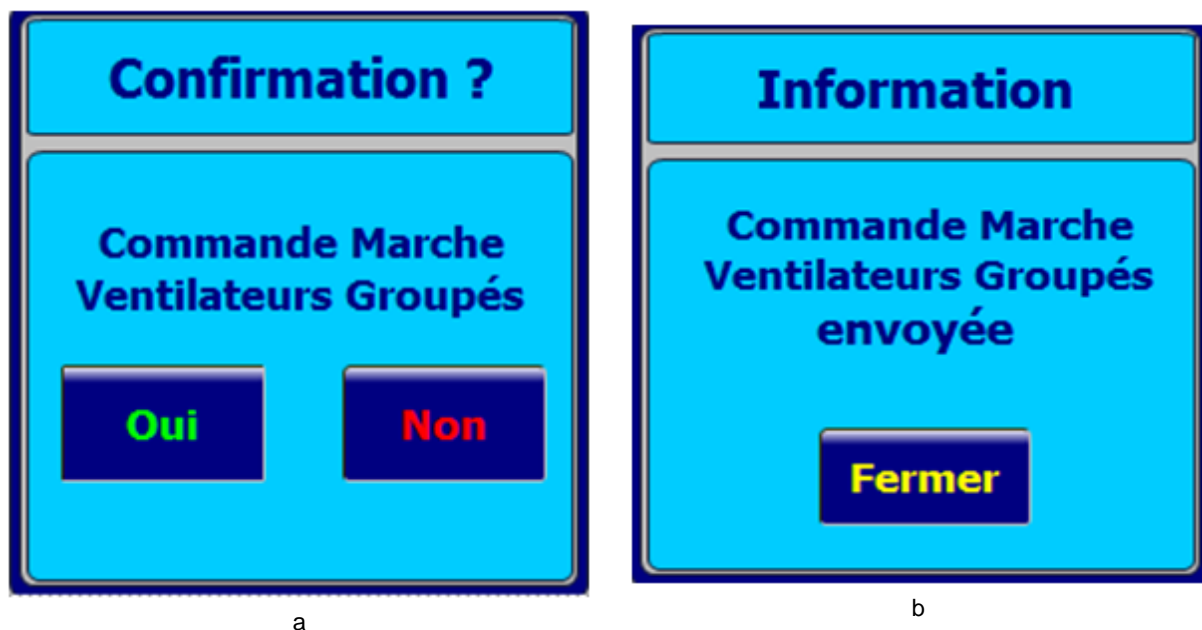 Confirmation ?
Commande Marche
Ventilateurs Groupés
Oui
Non
a
Information
Commande Marche
Ventilateurs Groupés
envoyée
Fermer
b